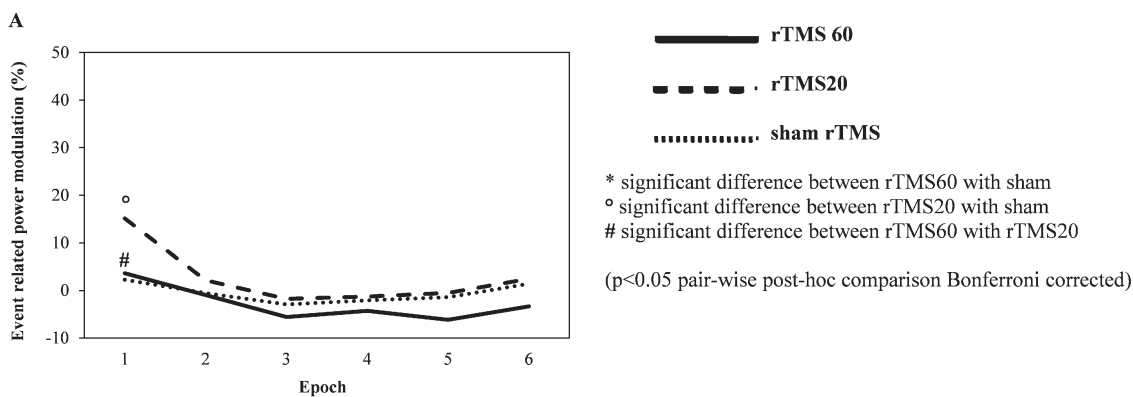 A
Event related power modulation (%)
50
40
30
20
10
0
-10
°
#
1 2 3 4 5 6
Epoch
rTMS 60
rTMS20
sham rTMS
* significant difference between rTMS60 with sham
° significant difference between rTMS20 with sham
# significant difference between rTMS60 with rTMS20
(p<0.05 pair-wise post-hoc comparison Bonferroni corrected)